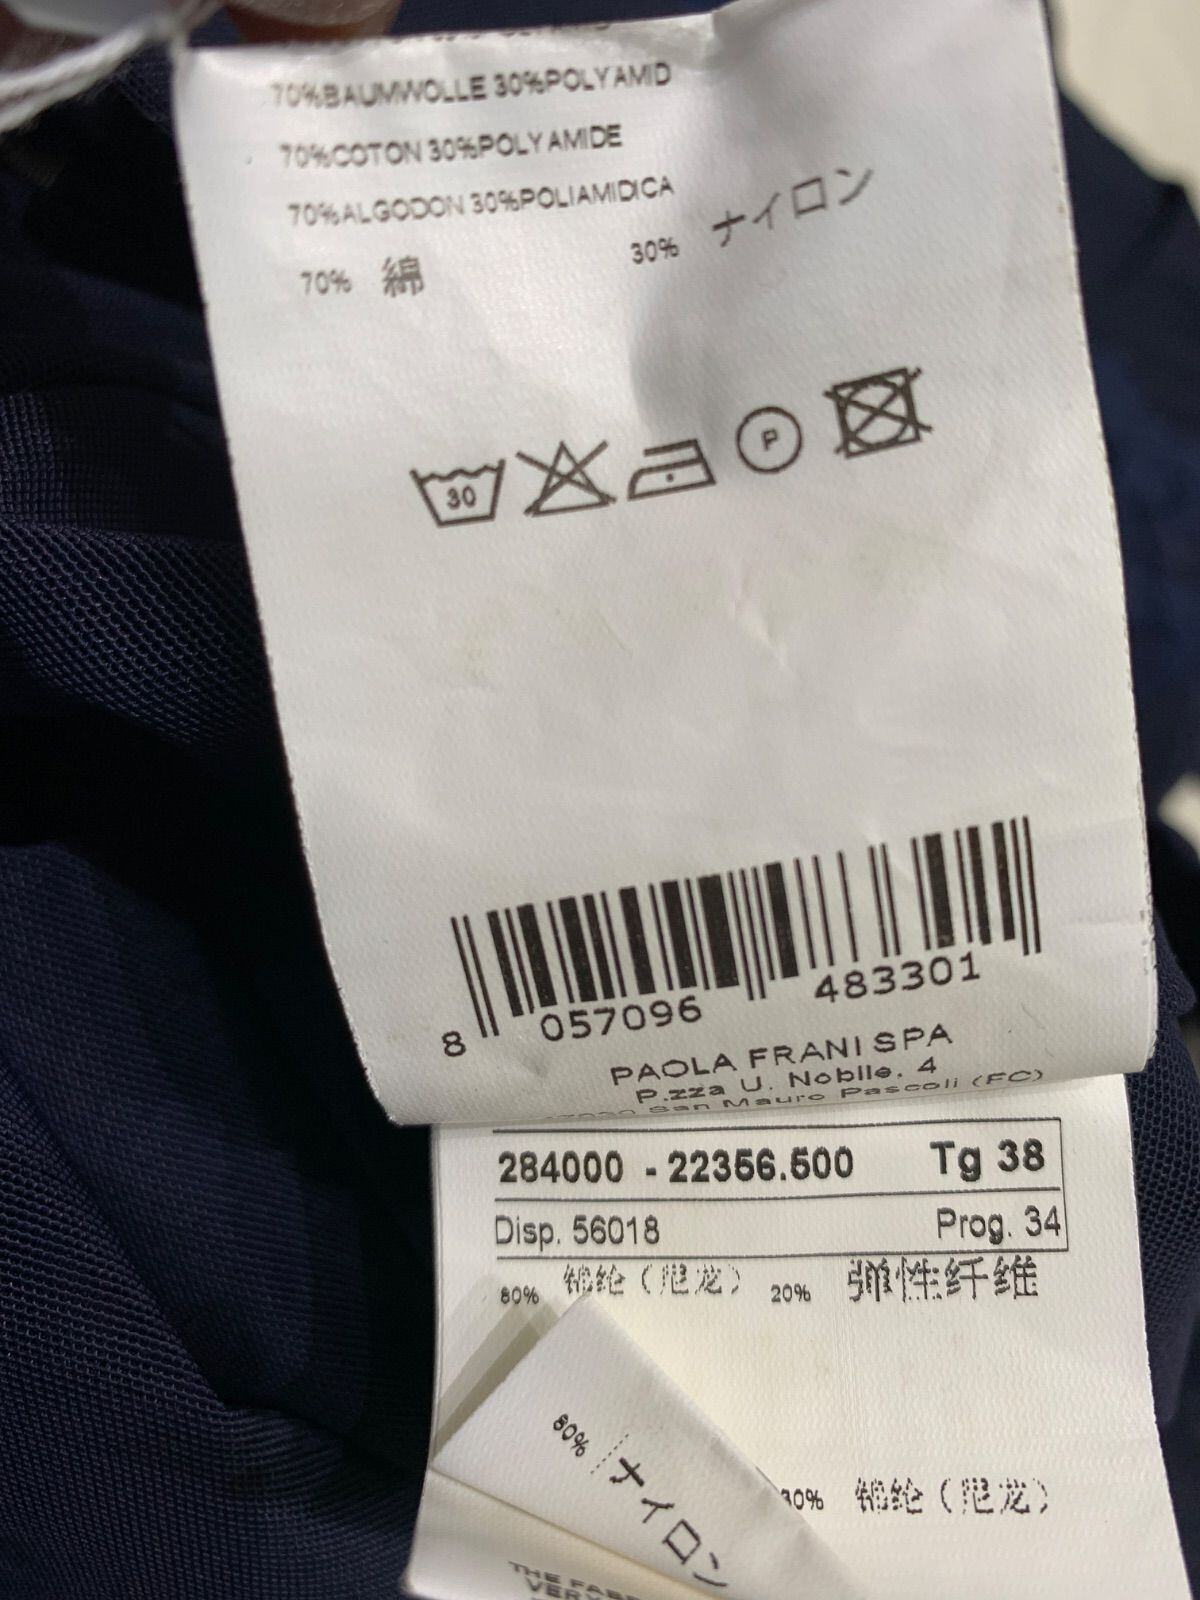 70%BAUMWOLLE 30%POLYAMID
70%COTON 30%POLYAMIDE
70%ALGODON 30%POLIAMIDICA
70% 綿 30% ナイロン
30
P
8 057096 483301
PAOLA FRANI SPA
P.zza U. Nobile, 4
San Mauro Pascoli (FC)
284000 - 22356.500 Tg 38
Disp. 56018 Prog. 34
80% 锦纶（尼龙） 20% 弹性纤维
80% ナイロン
30% 锦纶（尼龙）
THE
VERY